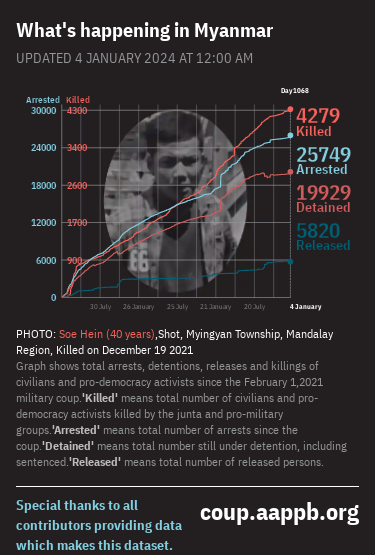 What's happening in Myanmar
UPDATED 4 JANUARY 2024 AT 12:00 AM
Day1068
Arrested Killed
30000 4300
24000 3400
18000 2600
12000 1700
6000 900
0
4279
Killed
25749
Arrested
19929
Detained
5820
Released
30 July 26 January 25 July 21 January 20 July 4 January
PHOTO: Soe Hein (40 years),Shot, Myingyan Township, Mandalay
Region, Killed on December 19 2021
Graph shows total arrests, detentions, releases and killings of
civilians and pro-democracy activists since the February 1,2021
military coup.'Killed' means total number of civilians and pro-
democracy activists killed by the junta and pro-military
groups.'Arrested' means total number of arrests since the
coup.'Detained' means total number still under detention, including
sentenced.'Released' means total number of released persons.
Special thanks to all
contributors providing data
which makes this dataset.
coup.aappb.org